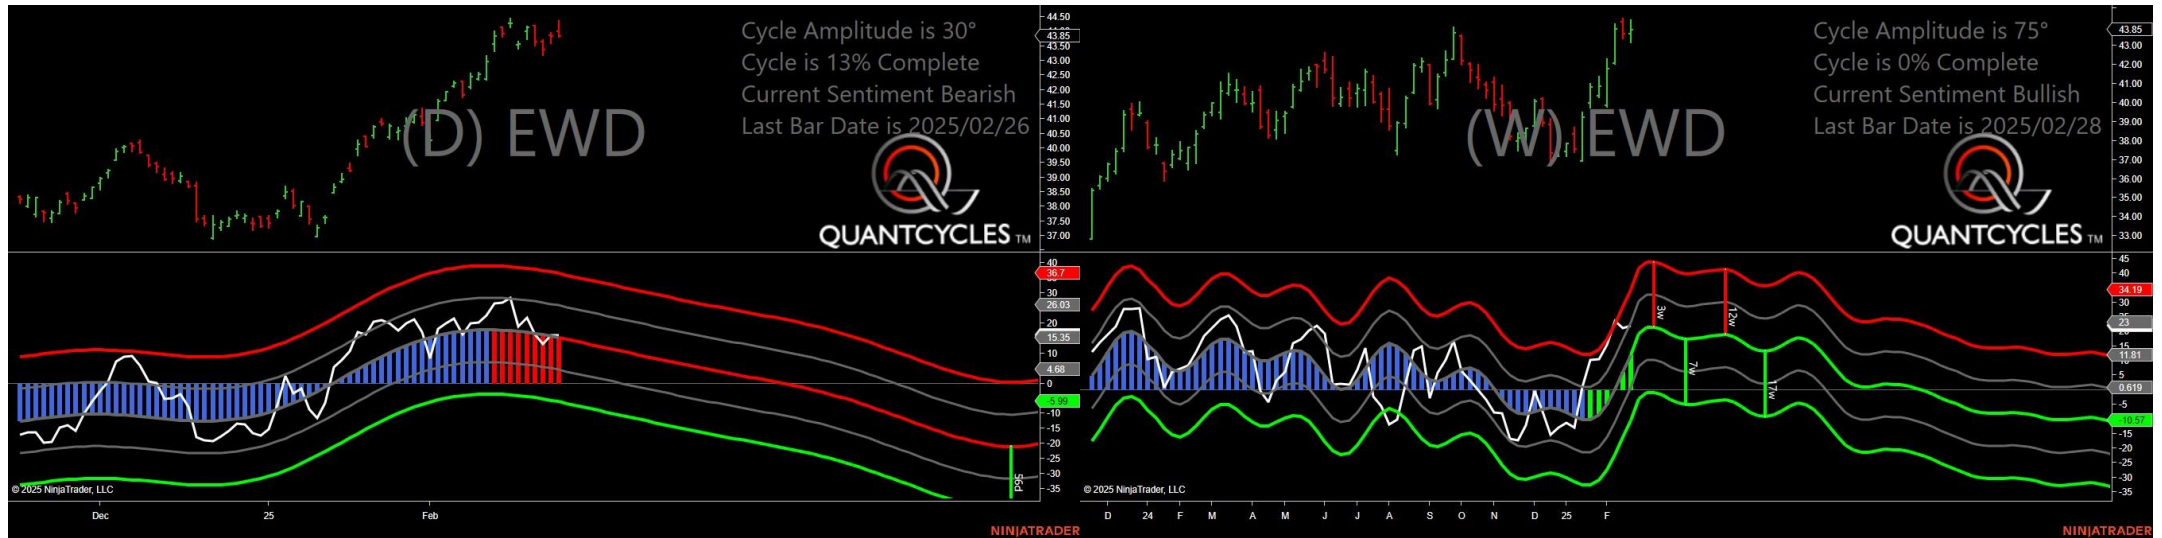 Cycle Amplitude is 30°
Cycle is 13% Complete
Current Sentiment Bearish
Last Bar Date is 2025/02/26
(D) EWD
QUANTCYCLES TM
44.50
43.85
43.50
43.00
42.50
42.00
41.50
41.00
40.50
40.00
39.50
39.00
38.50
38.00
37.50
37.00
40
36.7
30
26.03
20
15.35
10
4.68
0
-5.99
-10
-15
-20
-25
-30
-35
56d
© 2025 NinjaTrader, LLC
Dec
25
Feb
NINJATRADER
Cycle Amplitude is 75°
Cycle is 0% Complete
Current Sentiment Bullish
Last Bar Date is 2025/02/28
(W) EWD
QUANTCYCLES TM
43.85
43.00
42.00
41.00
40.00
39.00
38.00
37.00
36.00
35.00
34.00
33.00
45
40
34.19
30
23
15
11.81
5
0.619
-5
-10.57
-15
-20
-25
-30
-35
3w
7w
12w
17w
© 2025 NinjaTrader, LLC
D 24 F M A M J J A S O N D 25 F
NINJATRADER